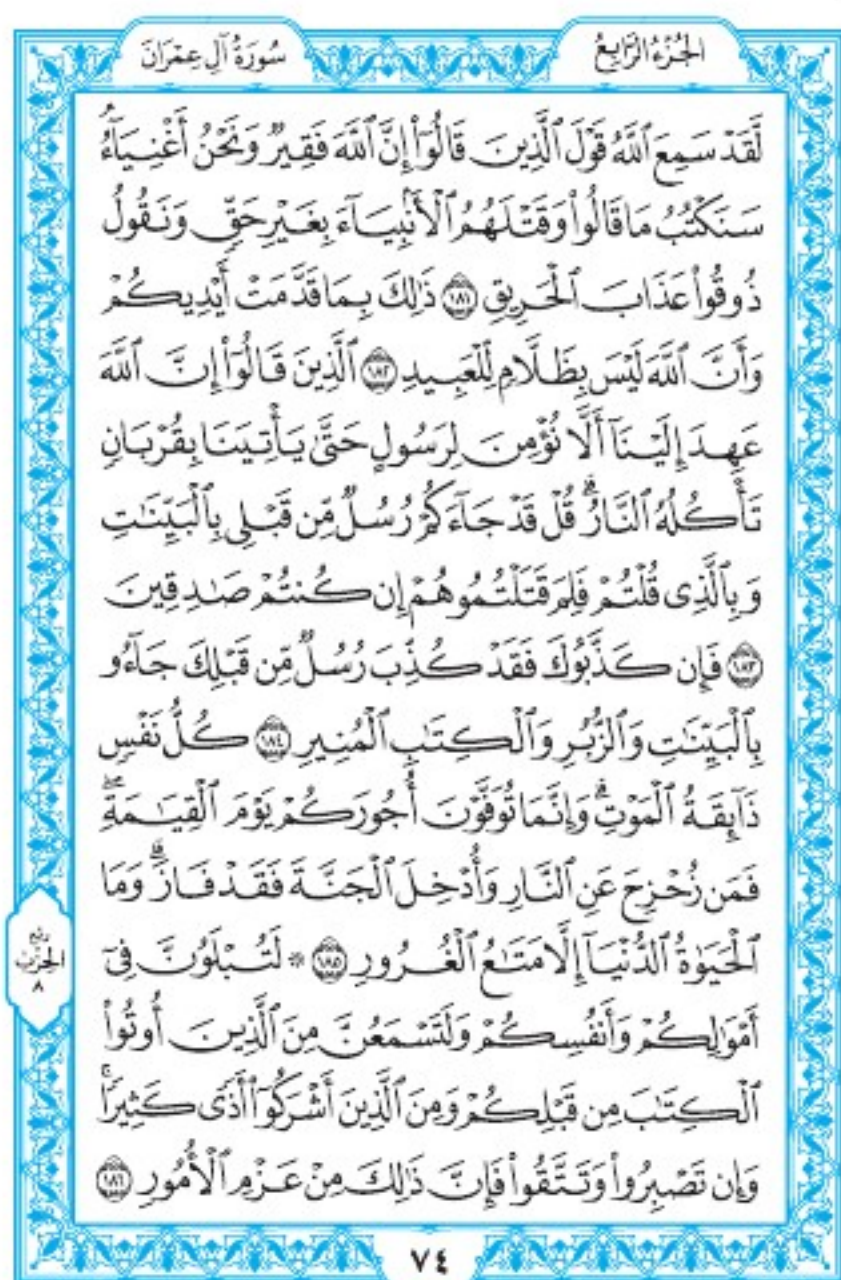 الجُزْءُ الرَّابِعُ
سُورَةُ آلِ عِمْرَانَ
لَّقَدْ سَمِعَ ٱللَّهُ قَوْلَ ٱلَّذِينَ قَالُوٓاْ إِنَّ ٱللَّهَ فَقِيرٌ وَنَحْنُ أَغْنِيَآءُۘ
سَنَكْتُبُ مَا قَالُواْ وَقَتْلَهُمُ ٱلْأَنۢبِيَآءَ بِغَيْرِ حَقٍّ وَنَقُولُ
ذُوقُواْ عَذَابَ ٱلْحَرِيقِ ١٨١ ذَٰلِكَ بِمَا قَدَّمَتْ أَيْدِيكُمْ
وَأَنَّ ٱللَّهَ لَيْسَ بِظَلَّامٍ لِّلْعَبِيدِ ١٨٢ ٱلَّذِينَ قَالُوٓاْ إِنَّ ٱللَّهَ
عَهِدَ إِلَيْنَآ أَلَّا نُؤْمِنَ لِرَسُولٍ حَتَّىٰ يَأْتِيَنَا بِقُرْبَانٍ
تَأْكُلُهُ ٱلنَّارُۗ قُلْ قَدْ جَآءَكُمْ رُسُلٌ مِّن قَبْلِى بِٱلْبَيِّنَٰتِ
وَبِٱلَّذِى قُلْتُمْ فَلِمَ قَتَلْتُمُوهُمْ إِن كُنتُمْ صَٰدِقِينَ
١٨٣ فَإِن كَذَّبُوكَ فَقَدْ كُذِّبَ رُسُلٌ مِّن قَبْلِكَ جَآءُو
بِٱلْبَيِّنَٰتِ وَٱلزُّبُرِ وَٱلْكِتَٰبِ ٱلْمُنِيرِ ١٨٤ كُلُّ نَفْسٍ
ذَآئِقَةُ ٱلْمَوْتِۗ وَإِنَّمَا تُوَفَّوْنَ أُجُورَكُمْ يَوْمَ ٱلْقِيَٰمَةِۖ
فَمَن زُحْزِحَ عَنِ ٱلنَّارِ وَأُدْخِلَ ٱلْجَنَّةَ فَقَدْ فَازَۗ وَمَا
ٱلْحَيَوٰةُ ٱلدُّنْيَآ إِلَّا مَتَٰعُ ٱلْغُرُورِ ١٨٥ ۞ لَتُبْلَوُنَّ فِىٓ
أَمْوَٰلِكُمْ وَأَنفُسِكُمْ وَلَتَسْمَعُنَّ مِنَ ٱلَّذِينَ أُوتُواْ
ٱلْكِتَٰبَ مِن قَبْلِكُمْ وَمِنَ ٱلَّذِينَ أَشْرَكُوٓاْ أَذًى كَثِيرًاۚ
وَإِن تَصْبِرُواْ وَتَتَّقُواْ فَإِنَّ ذَٰلِكَ مِنْ عَزْمِ ٱلْأُمُورِ ١٨٦
ربع
الحزب
٨
٧٤